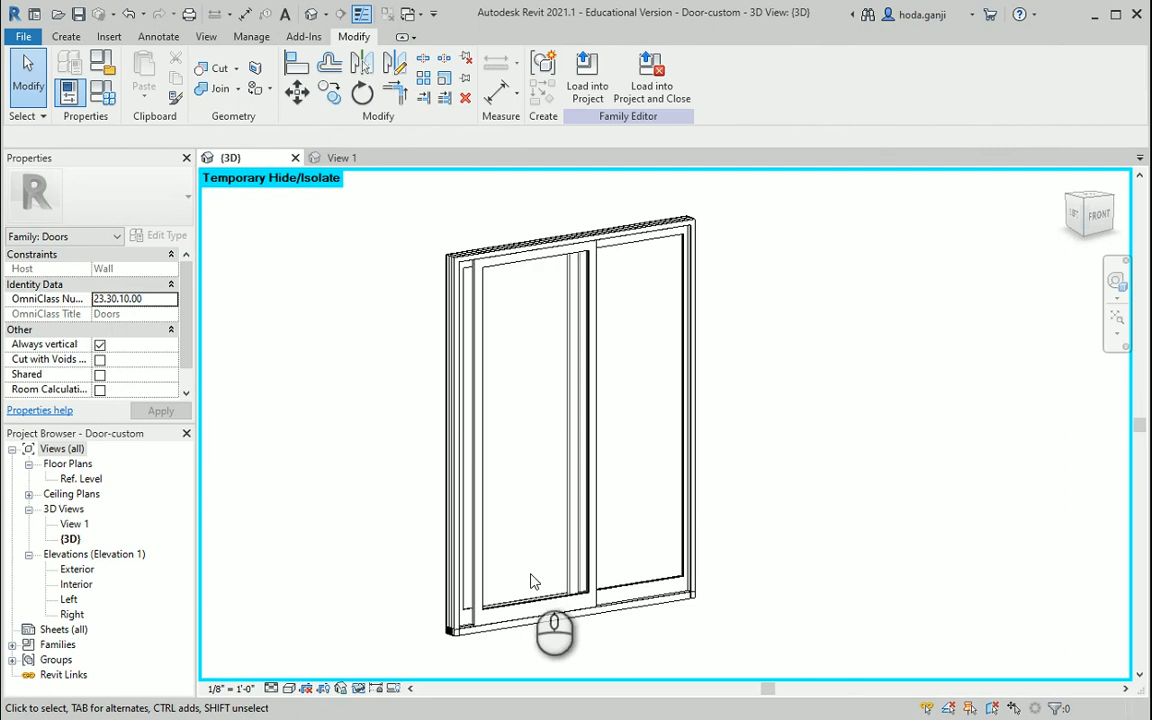 Autodesk Revit 2021.1 - Educational Version - Door-custom - 3D View: {3D}
hoda.ganji
File Create Insert Annotate View Manage Add-Ins Modify
Modify Paste Cut Join Load into Project Load into Project and Close
Select Properties Clipboard Geometry Modify Measure Create Family Editor
Properties {3D} View 1
Temporary Hide/Isolate
Family: Doors Edit Type
Constraints
Host Wall
Identity Data
OmniClass Nu... 23.30.10.00
OmniClass Title Doors
Other
Always vertical
Cut with Voids ...
Shared
Room Calculati...
Properties help Apply
Project Browser - Door-custom
Views (all)
Floor Plans
Ref. Level
Ceiling Plans
3D Views
View 1
{3D}
Elevations (Elevation 1)
Exterior
Interior
Left
Right
Sheets (all)
Families
Groups
Revit Links
FRONT
1/8" = 1'-0"
Click to select, TAB for alternates, CTRL adds, SHIFT unselect
:0